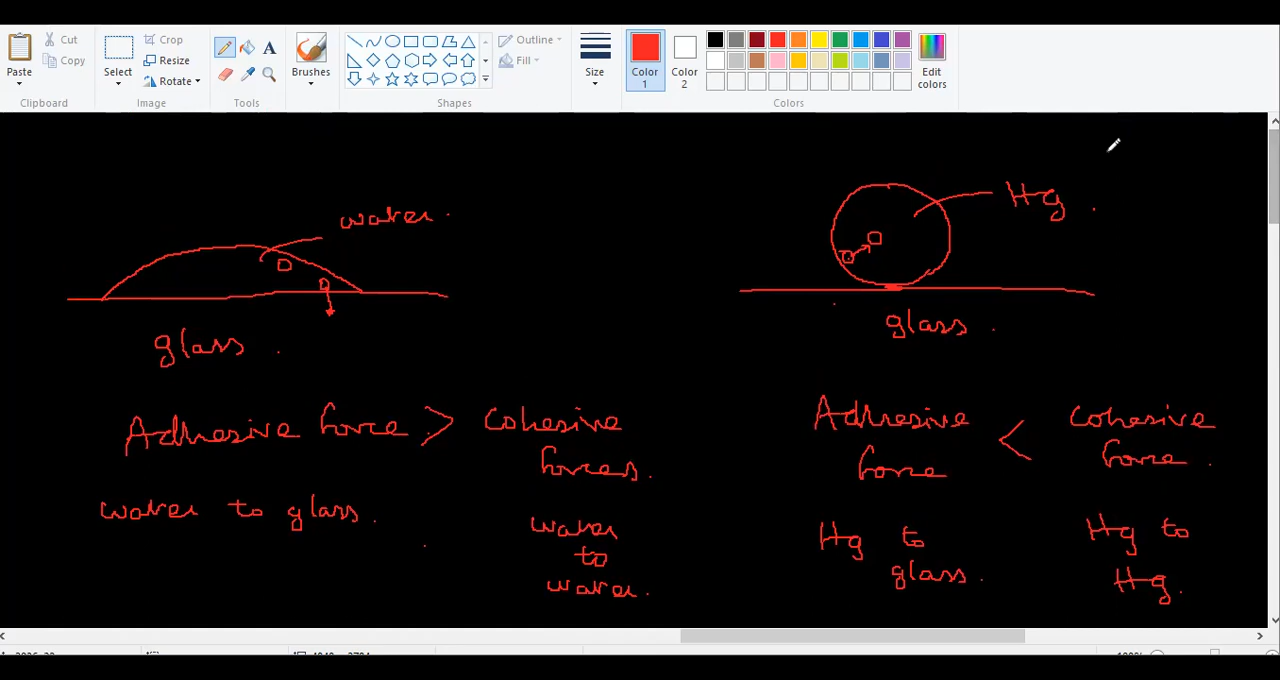 Paste
Cut
Copy
Clipboard
Select
Crop
Resize
Rotate
Image
A
Tools
Brushes
Outline
Fill
Shapes
Size
Color 1
Color 2
Edit colors
Colors
water.
glass.
Adhesive force > Cohesive forces.
water to glass.
water
to
water.
Hg.
glass.
Adhesive force < Cohesive force.
Hg to
glass.
Hg to
Hg.